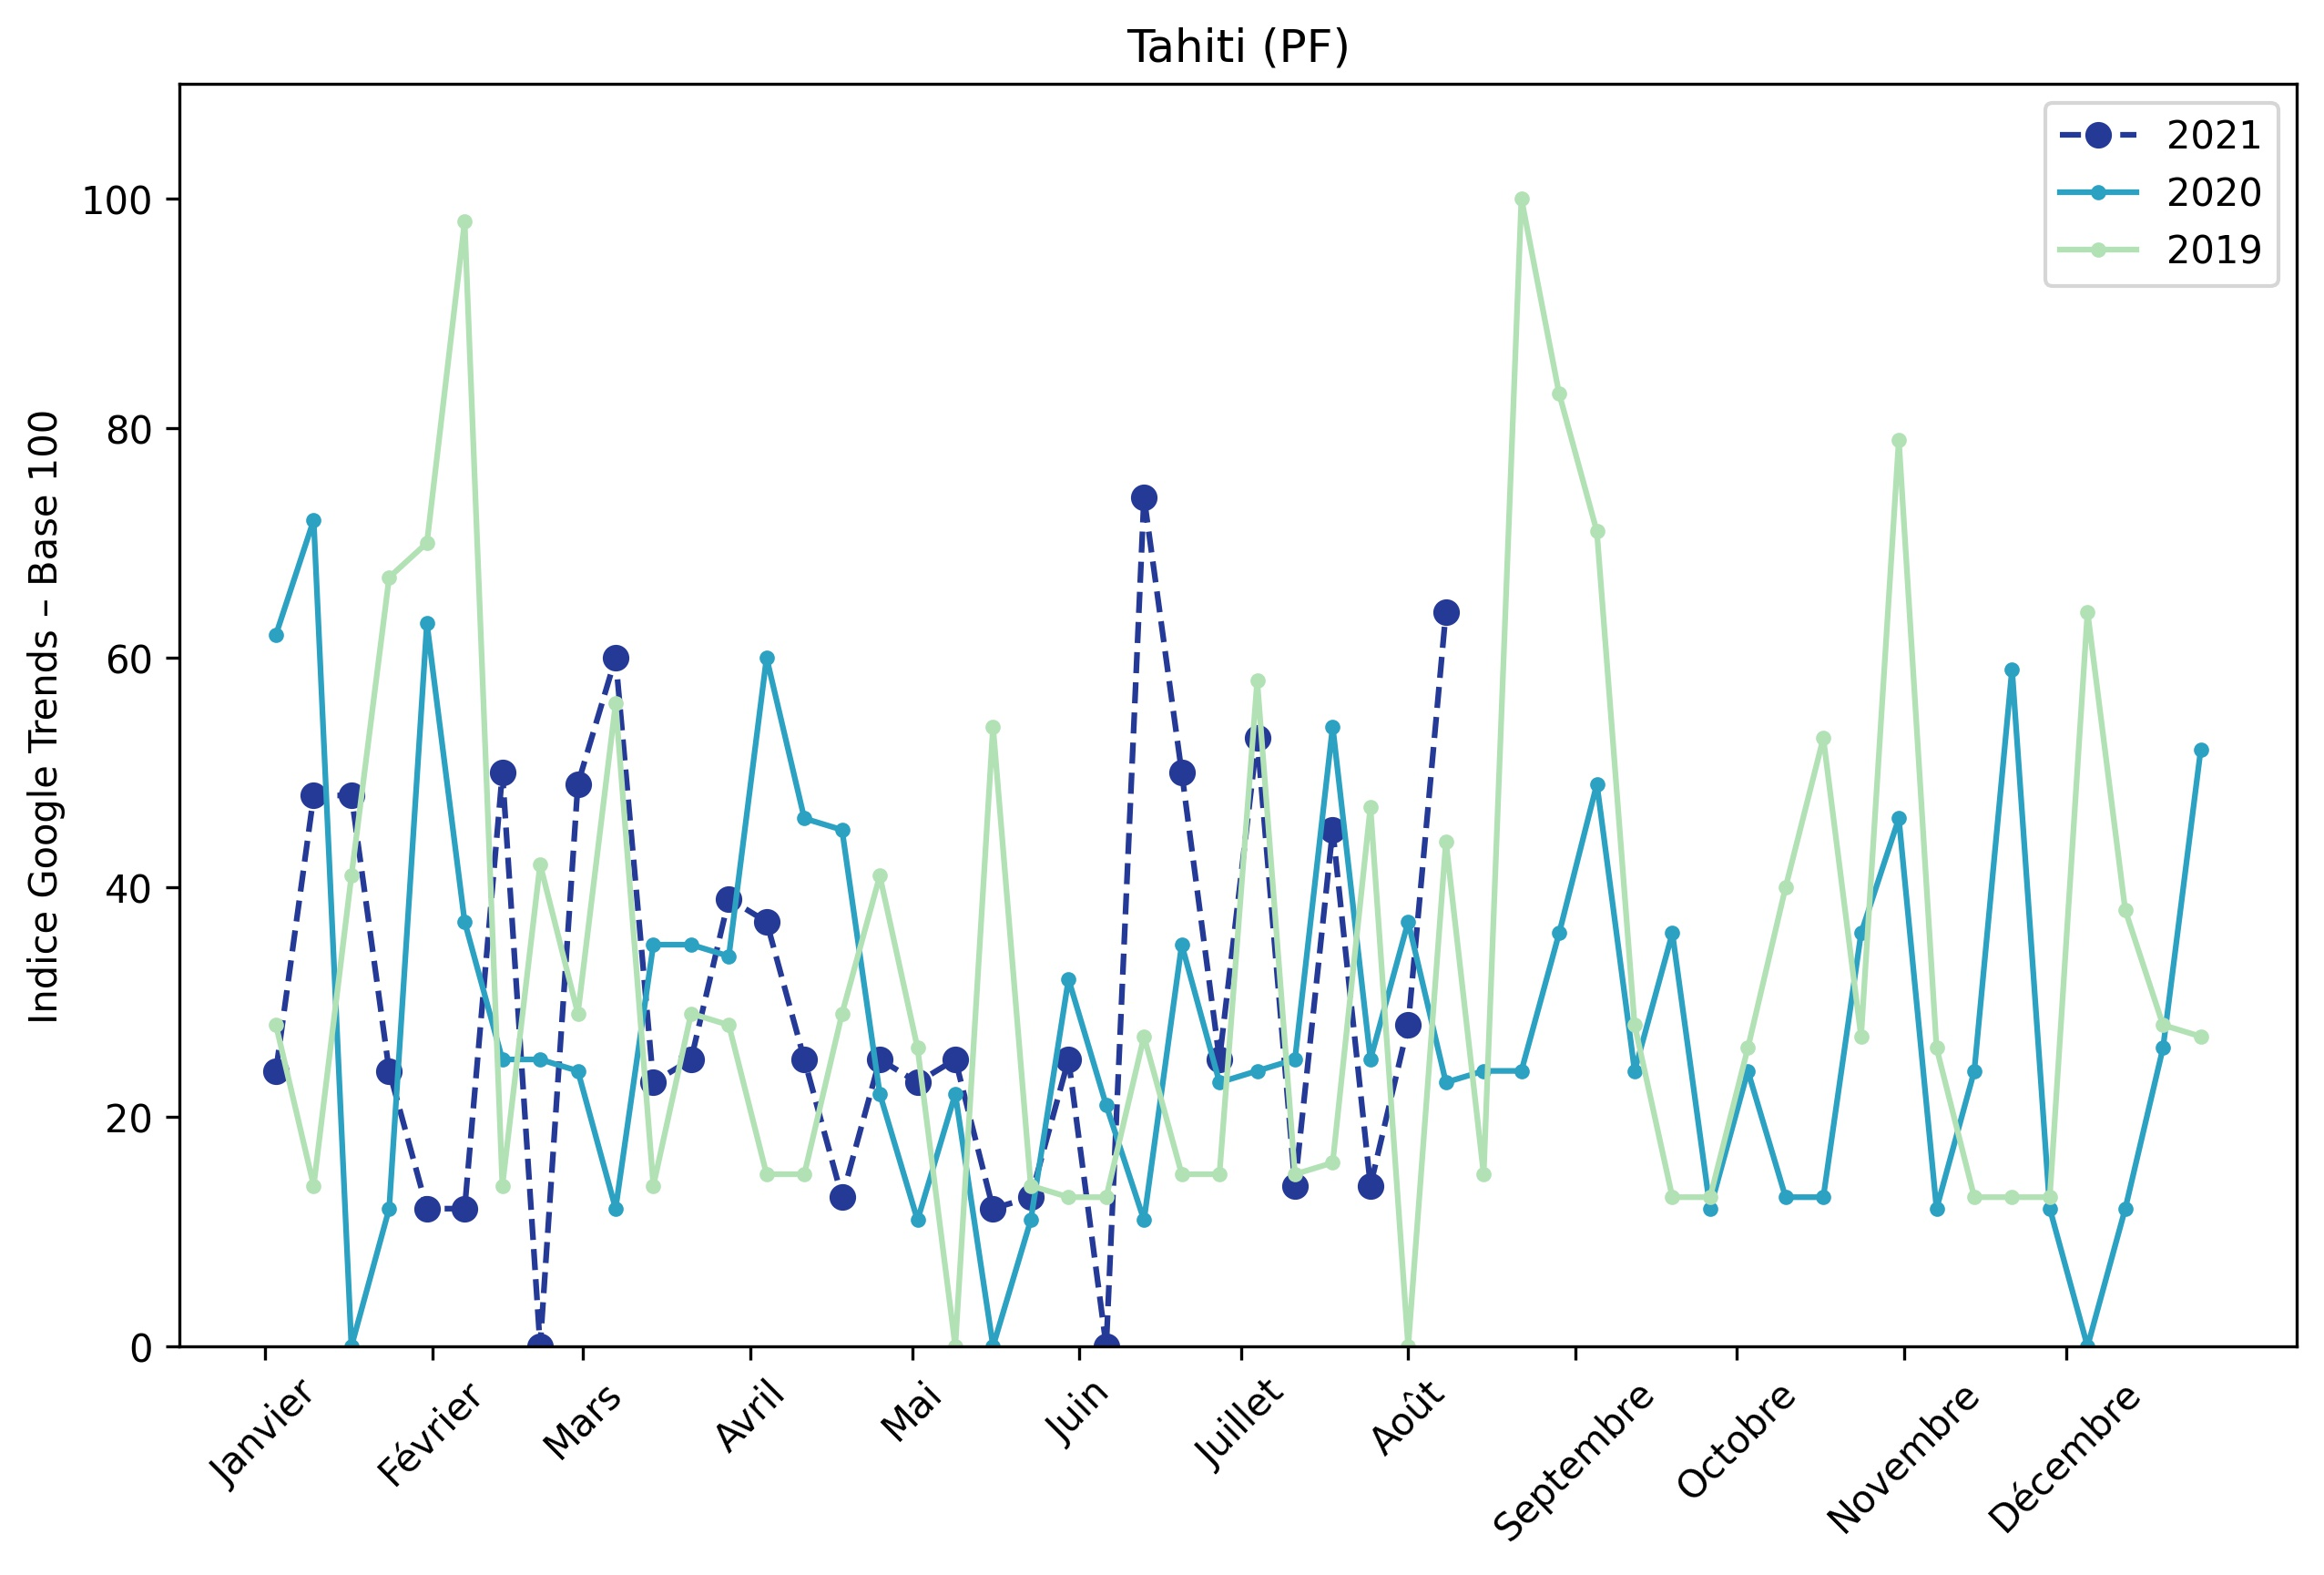 Tahiti (PF)
2021
2020
2019
Indice Google Trends – Base 100
100
80
60
40
20
0
Janvier
Février
Mars
Avril
Mai
Juin
Juillet
Août
Septembre
Octobre
Novembre
Décembre